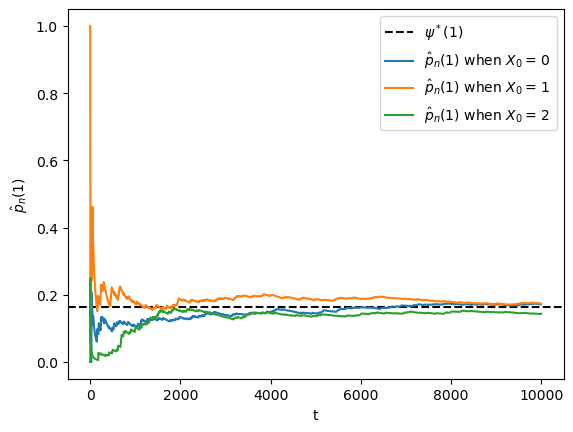 1.0
0.8
0.6
0.4
0.2
0.0
p̂ₙ(1)
ψ*(1)
p̂ₙ(1) when X₀ = 0
p̂ₙ(1) when X₀ = 1
p̂ₙ(1) when X₀ = 2
0 2000 4000 6000 8000 10000
t